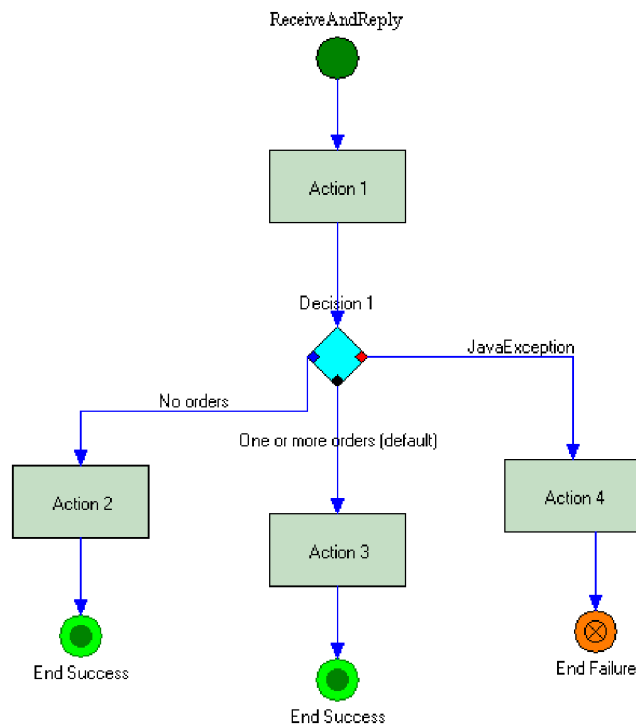 ReceiveAndReply
Action 1
Decision 1
JavaException
No orders
One or more orders (default)
Action 2
Action 4
Action 3
End Success
End Failure
End Success